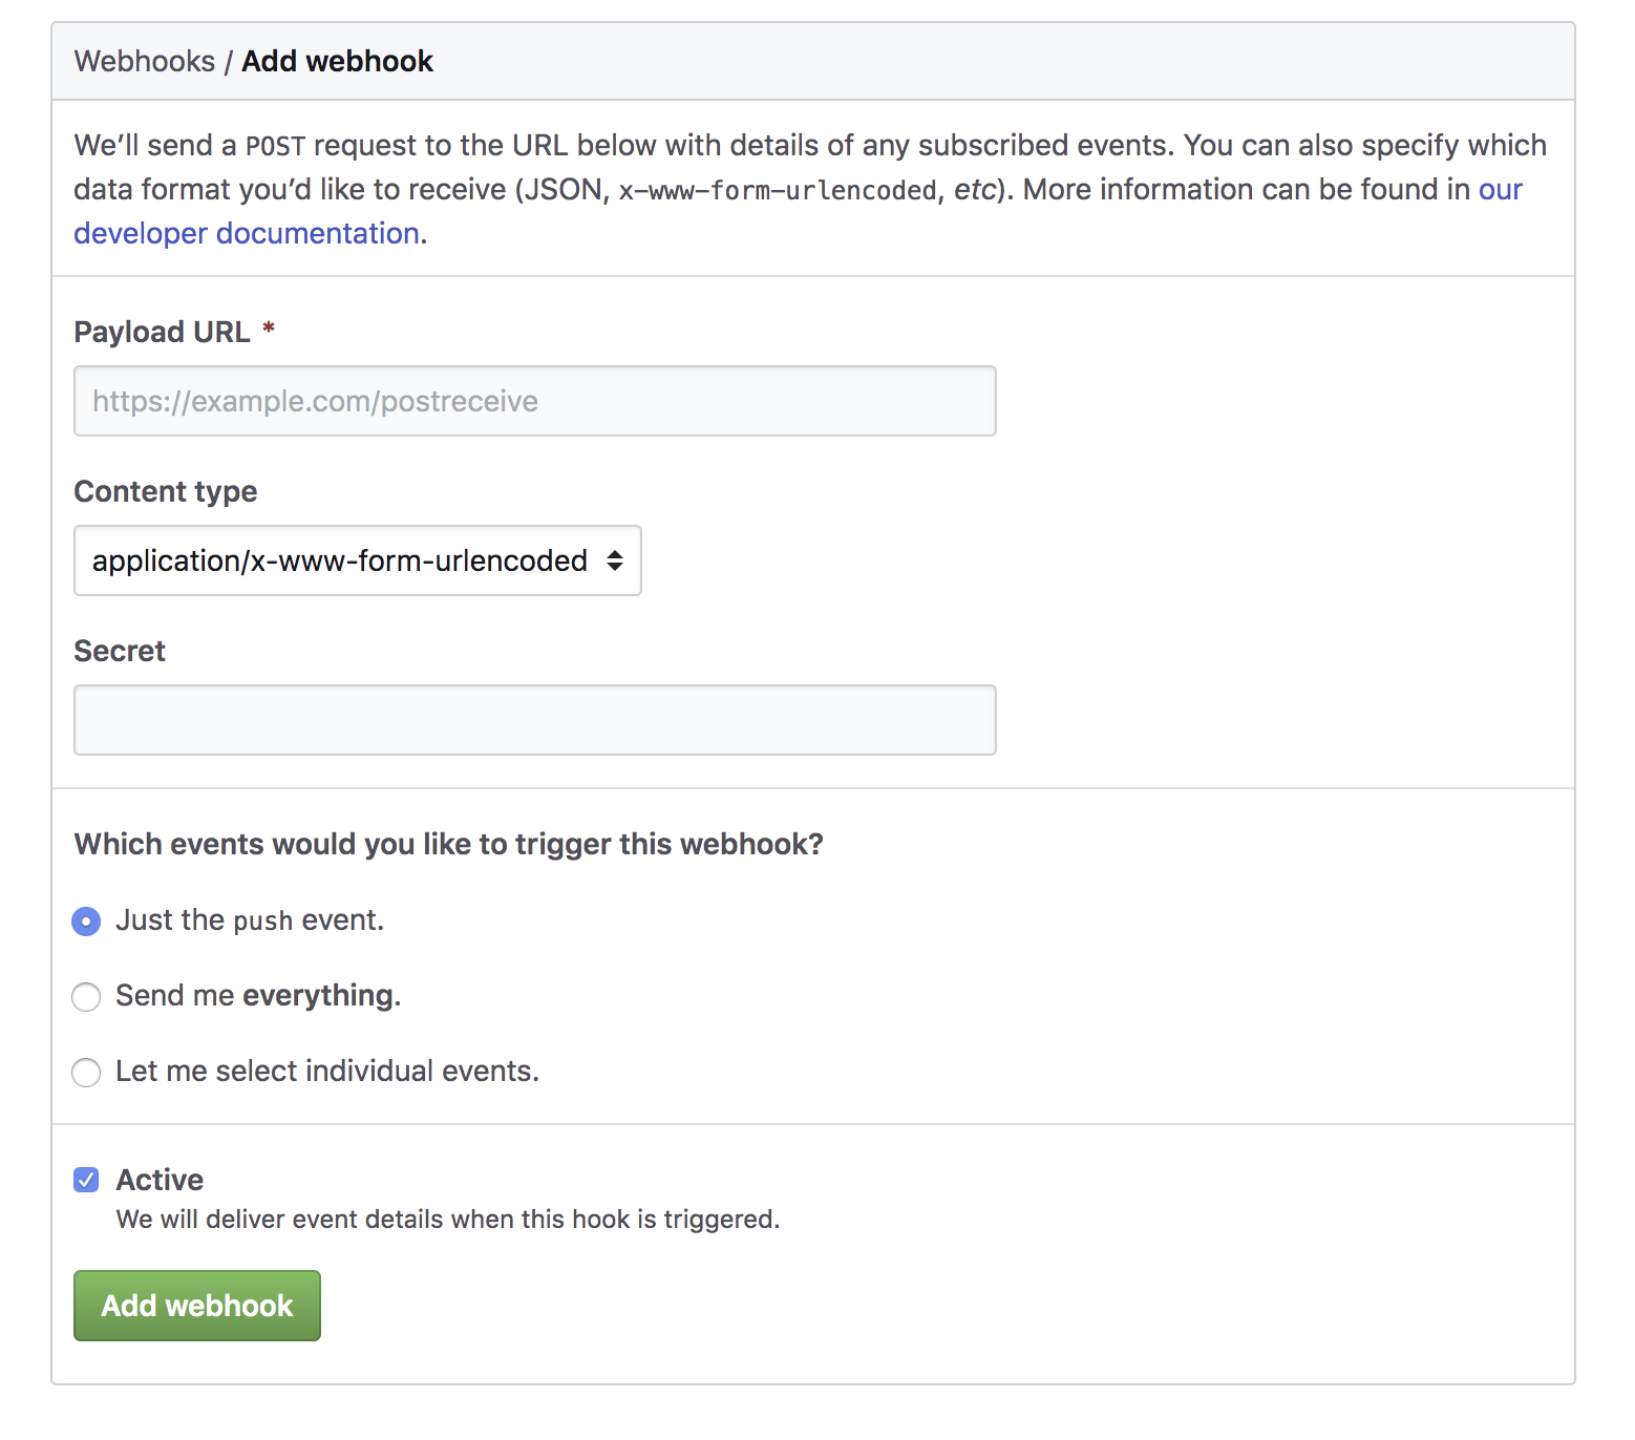 Webhooks / Add webhook
We’ll send a POST request to the URL below with details of any subscribed events. You can also specify which
data format you’d like to receive (JSON, x-www-form-urlencoded, etc). More information can be found in our
developer documentation.
Payload URL *
https://example.com/postreceive
Content type
application/x-www-form-urlencoded
Secret
Which events would you like to trigger this webhook?
Just the push event.
Send me everything.
Let me select individual events.
Active
We will deliver event details when this hook is triggered.
Add webhook